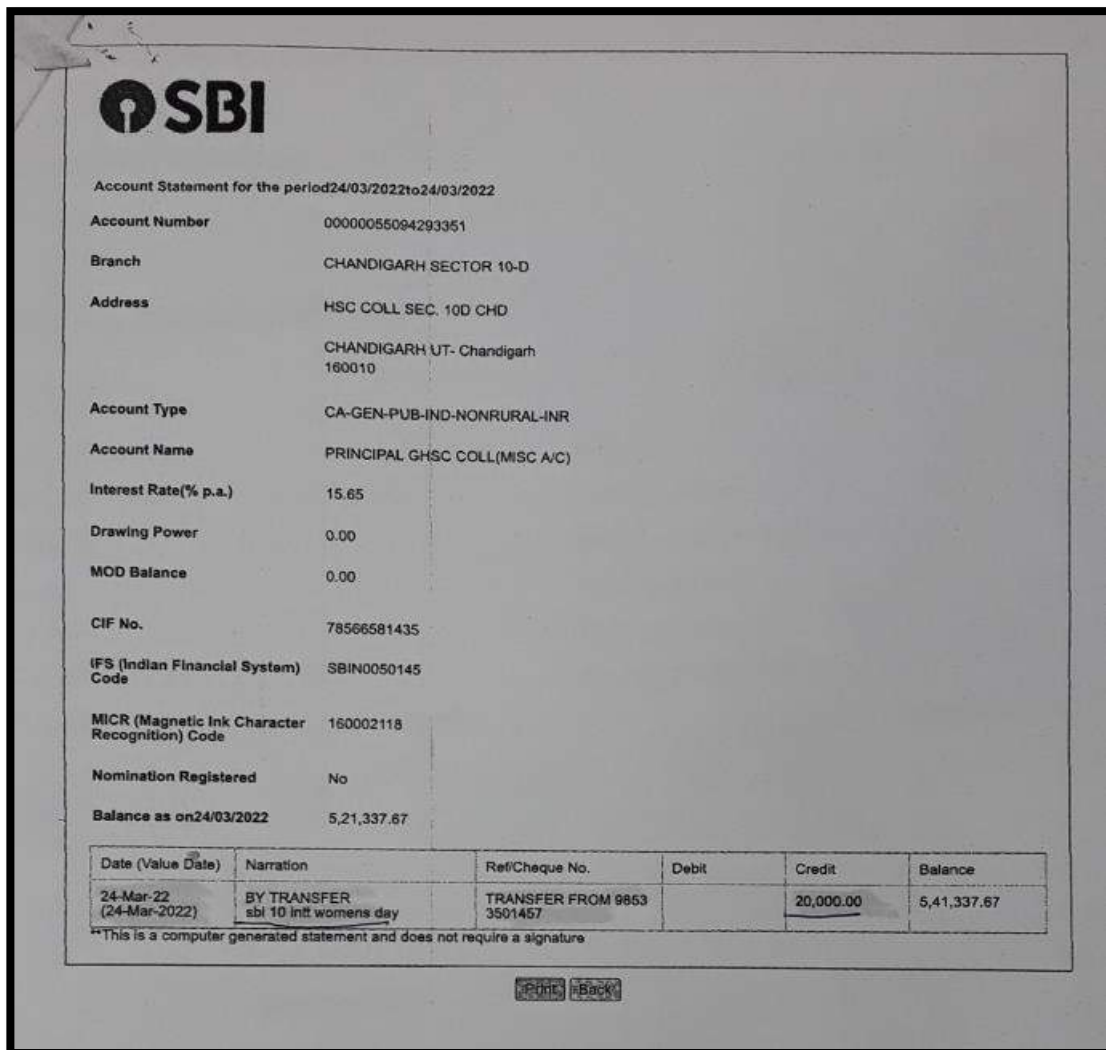 SBI
Account Statement for the period24/03/2022to24/03/2022
Account Number 00000055094293351
Branch CHANDIGARH SECTOR 10-D
Address HSC COLL SEC. 10D CHD
CHANDIGARH UT- Chandigarh
160010
Account Type CA-GEN-PUB-IND-NONRURAL-INR
Account Name PRINCIPAL GHSC COLL(MISC A/C)
Interest Rate(% p.a.) 15.65
Drawing Power 0.00
MOD Balance 0.00
CIF No. 78566581435
IFS (Indian Financial System) SBIN0050145
Code
MICR (Magnetic Ink Character 160002118
Recognition) Code
Nomination Registered No
Balance as on24/03/2022 5,21,337.67
Date (Value Date) Narration Ref/Cheque No. Debit Credit Balance
24-Mar-22 BY TRANSFER TRANSFER FROM 9853 20,000.00 5,41,337.67
(24-Mar-2022) sbi 10 intt womens day 3501457
**This is a computer generated statement and does not require a signature
Print Back